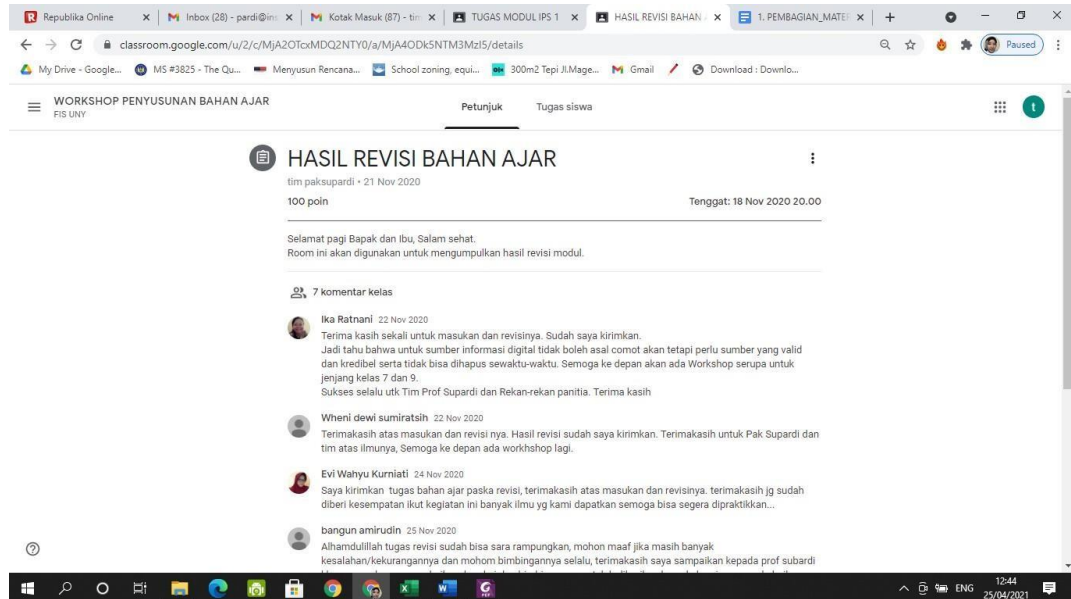 Republika Online
Inbox (28) - pardi@in
Kotak Masuk (87) - tim
TUGAS MODUL IPS 1
HASIL REVISI BAHAN
1. PEMBAGIAN_MATE
classroom.google.com/u/2/c/
Paused
My Drive - Google...
MS #3825 - The Qu...
Menyusun Rencana...
School zoning, equi...
300m2 Tepi Jl.Mage...
Gmail
Download : Downlo...
WORKSHOP PENYUSUNAN BAHAN AJAR
FIS UNY
Petunjuk
Tugas siswa
t
HASIL REVISI BAHAN AJAR
tim paksupardi • 21 Nov 2020
100 poin
Tenggat: 18 Nov 2020 20.00
Selamat pagi Bapak dan Ibu, Salam sehat.
Room ini akan digunakan untuk mengumpulkan hasil revisi modul.
7 komentar kelas
Ika Ratnani 22 Nov 2020
Terima kasih sekali untuk masukan dan revisinya. Sudah saya kirimkan.
Jadi tahu bahwa untuk sumber informasi digital tidak boleh asal comot akan tetapi perlu sumber yang valid
dan kredibel serta tidak bisa dihapus sewaktu-waktu. Semoga ke depan akan ada Workshop serupa untuk
jenjang kelas 7 dan 9.
Sukses selalu utk Tim Prof Supardi dan Rekan-rekan panitia. Terima kasih
Wheni dewi sumiratsih 22 Nov 2020
Terimakasih atas masukan dan revisi nya. Hasil revisi sudah saya kirimkan. Terimakasih untuk Pak Supardi dan
tim atas ilmunya, Semoga ke depan ada workhshop lagi.
Evi Wahyu Kurniati 24 Nov 2020
Saya kirimkan tugas bahan ajar paska revisi, terimakasih atas masukan dan revisinya. terimakasih jg sudah
diberi kesempatan ikut kegiatan ini banyak ilmu yg kami dapatkan semoga bisa segera dipraktikkan...
bangun amirudin 25 Nov 2020
Alhamdulillah tugas revisi sudah bisa sara rampungkan, mohon maaf jika masih banyak
kesalahan/kekurangannya dan mohom bimbingannya selalu, terimakasih saya sampaikan kepada prof subardi
ENG
12:44
25/04/2021